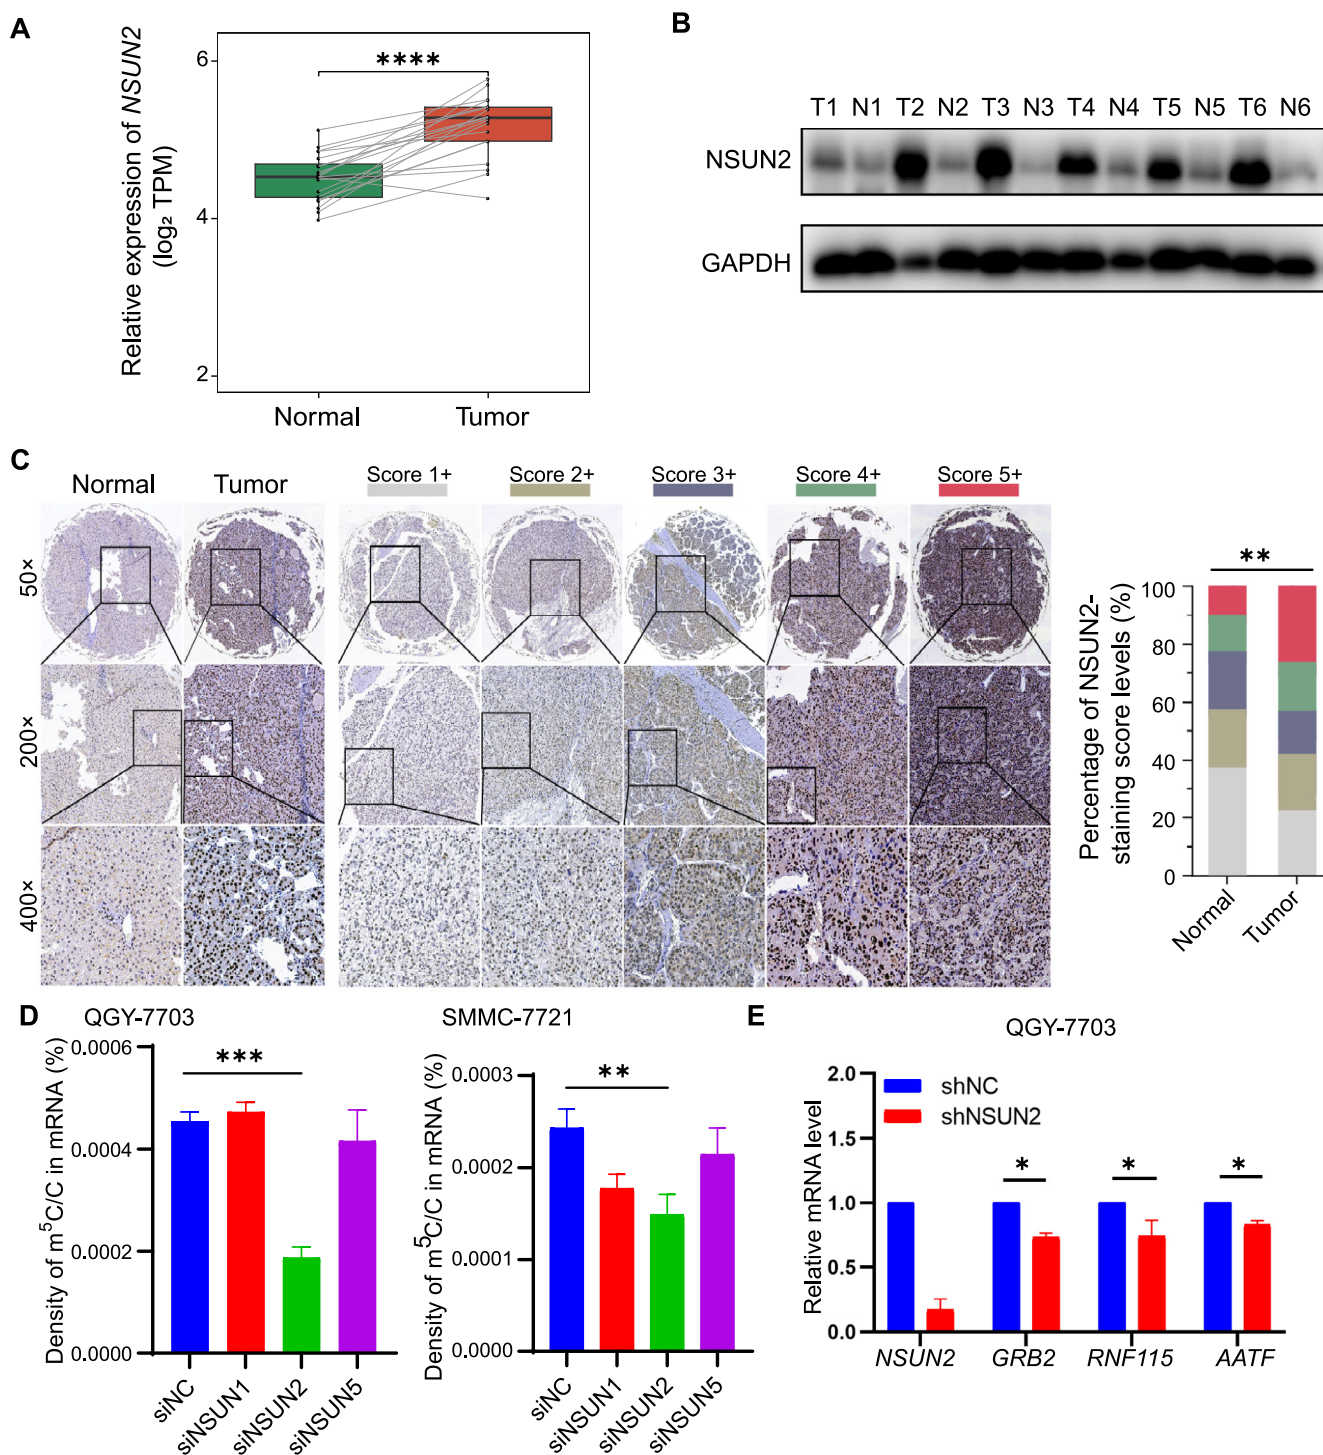 A
Relative expression of NSUN2
(log₂ TPM)
6
4
2
****
Normal
Tumor
B
T1 N1 T2 N2 T3 N3 T4 N4 T5 N5 T6 N6
NSUN2
GAPDH
C
Normal
Tumor
Score 1+
Score 2+
Score 3+
Score 4+
Score 5+
50×
200×
400×
Percentage of NSUN2-
staining score levels (%)
**
100
80
60
40
20
0
Normal
Tumor
D
QGY-7703
Density of m⁵C/C in mRNA (%)
0.0006
0.0004
0.0002
0.0000
***
siNC
siNSUN1
siNSUN2
siNSUN5
SMMC-7721
Density of m⁵C/C in mRNA (%)
0.0003
0.0002
0.0001
0.0000
**
siNC
siNSUN1
siNSUN2
siNSUN5
E
QGY-7703
Relative mRNA level
2.0
1.5
1.0
0.5
0.0
shNC
shNSUN2
*
*
*
NSUN2
GRB2
RNF115
AATF